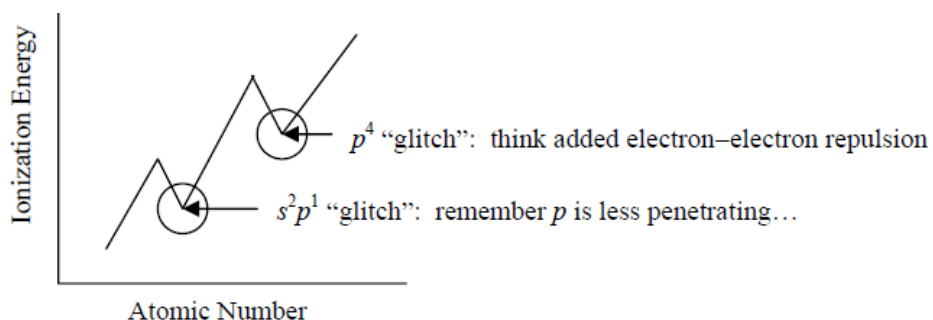 Ionization Energy
p⁴ “glitch”: think added electron–electron repulsion
s²p¹ “glitch”: remember p is less penetrating…
Atomic Number